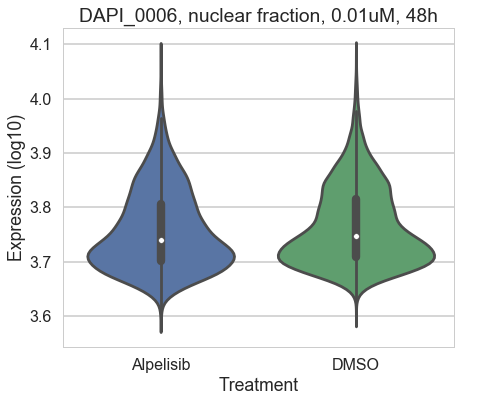 DAPI_0006, nuclear fraction, 0.01uM, 48h
4.1
4.0
3.9
3.8
3.7
3.6
Expression (log10)
Alpelisib
DMSO
Treatment